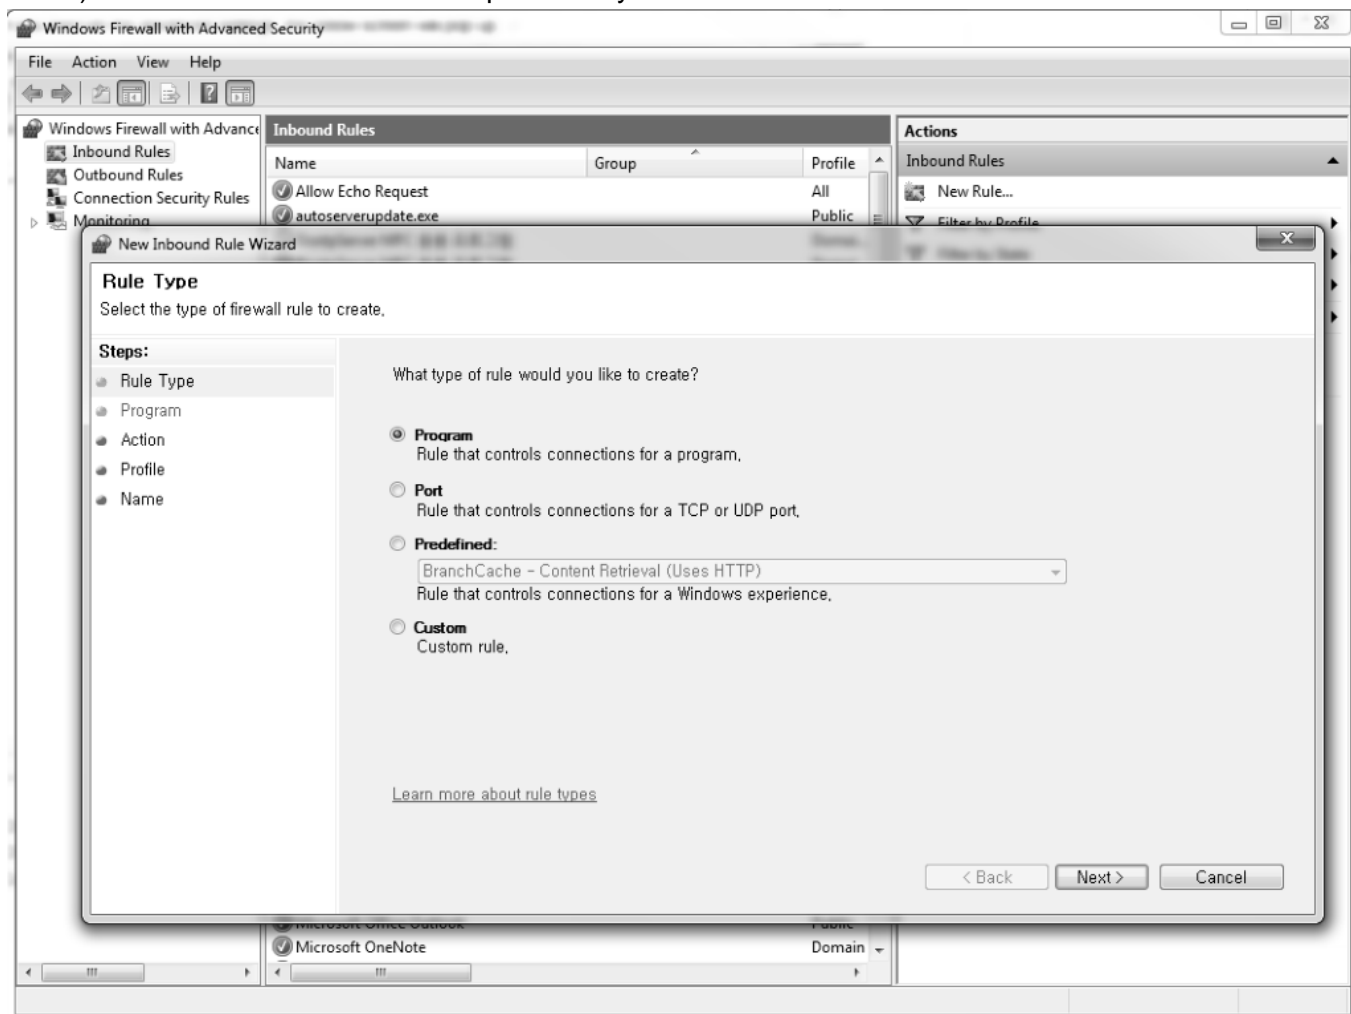 Windows Firewall with Advanced Security
File Action View Help
Windows Firewall with Advance
Inbound Rules
Outbound Rules
Connection Security Rules
Monitoring
Inbound Rules
Name Group Profile
Allow Echo Request All
autoserverupdate.exe Public
Actions
Inbound Rules
New Rule...
Filter by Profile
New Inbound Rule Wizard
Rule Type
Select the type of firewall rule to create,
Steps:
Rule Type
Program
Action
Profile
Name
What type of rule would you like to create?
Program
Rule that controls connections for a program,
Port
Rule that controls connections for a TCP or UDP port,
Predefined:
BranchCache - Content Retrieval (Uses HTTP)
Rule that controls connections for a Windows experience,
Custom
Custom rule,
Learn more about rule types
< Back Next > Cancel
Microsoft Office Outlook Public
Microsoft OneNote Domain